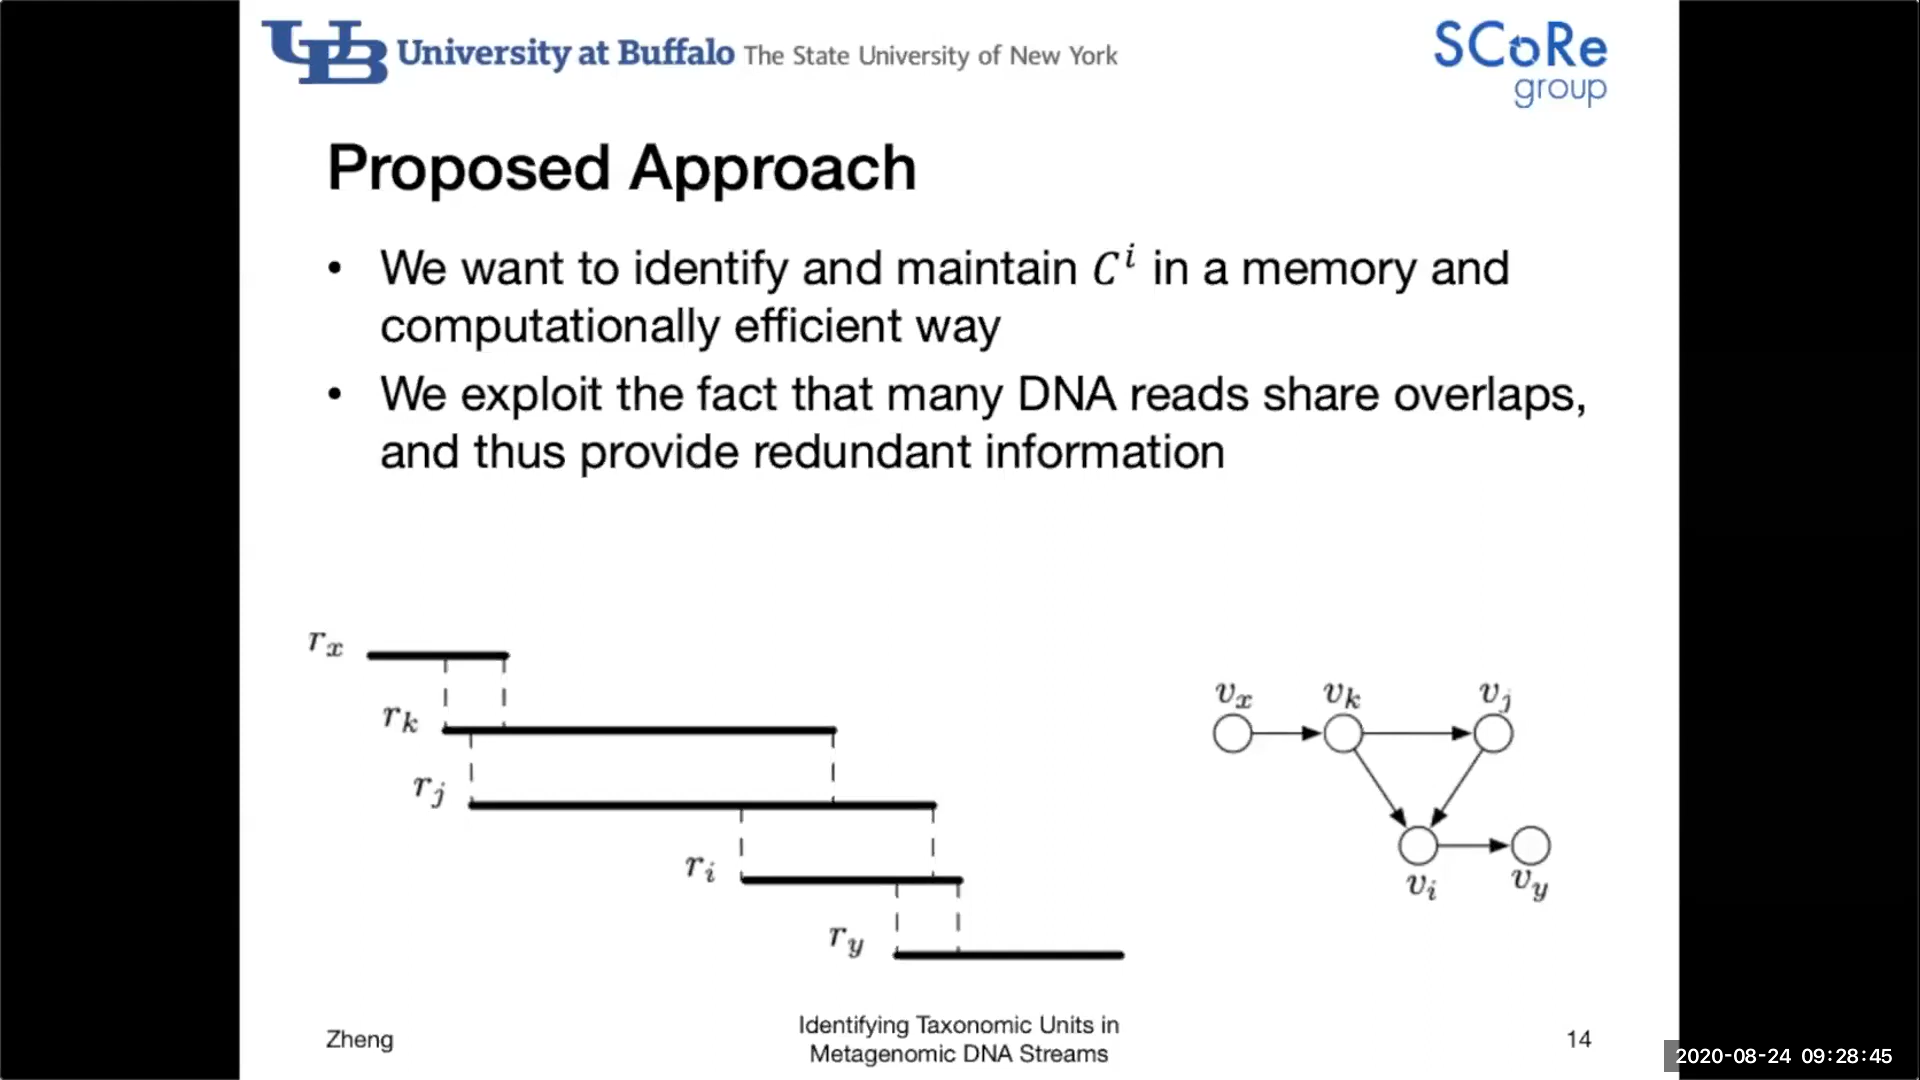 UB University at Buffalo The State University of New York
SCoRe
group
Proposed Approach
• We want to identify and maintain Cⁱ in a memory and
computationally efficient way
• We exploit the fact that many DNA reads share overlaps,
and thus provide redundant information
r_x
r_k
r_j
r_i
r_y
v_x v_k v_j
v_i v_y
Zheng
Identifying Taxonomic Units in
Metagenomic DNA Streams
14
2020-08-24 09:28:45